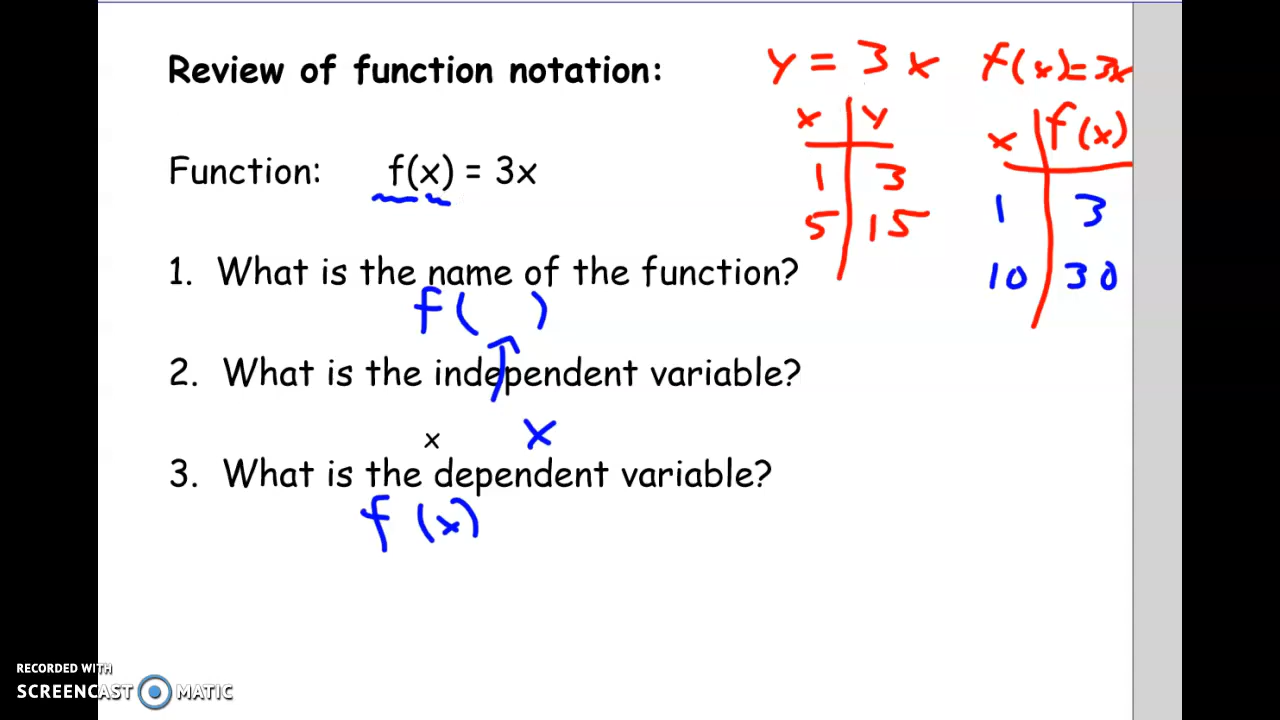 Review of function notation:
y = 3x
f(x)=3x
x y
1 3
5 15
x f(x)
1 3
10 30
Function: f(x) = 3x
1. What is the name of the function?
f( )
2. What is the independent variable?
x x
3. What is the dependent variable?
f(x)
RECORDED WITH
SCREENCAST MATIC